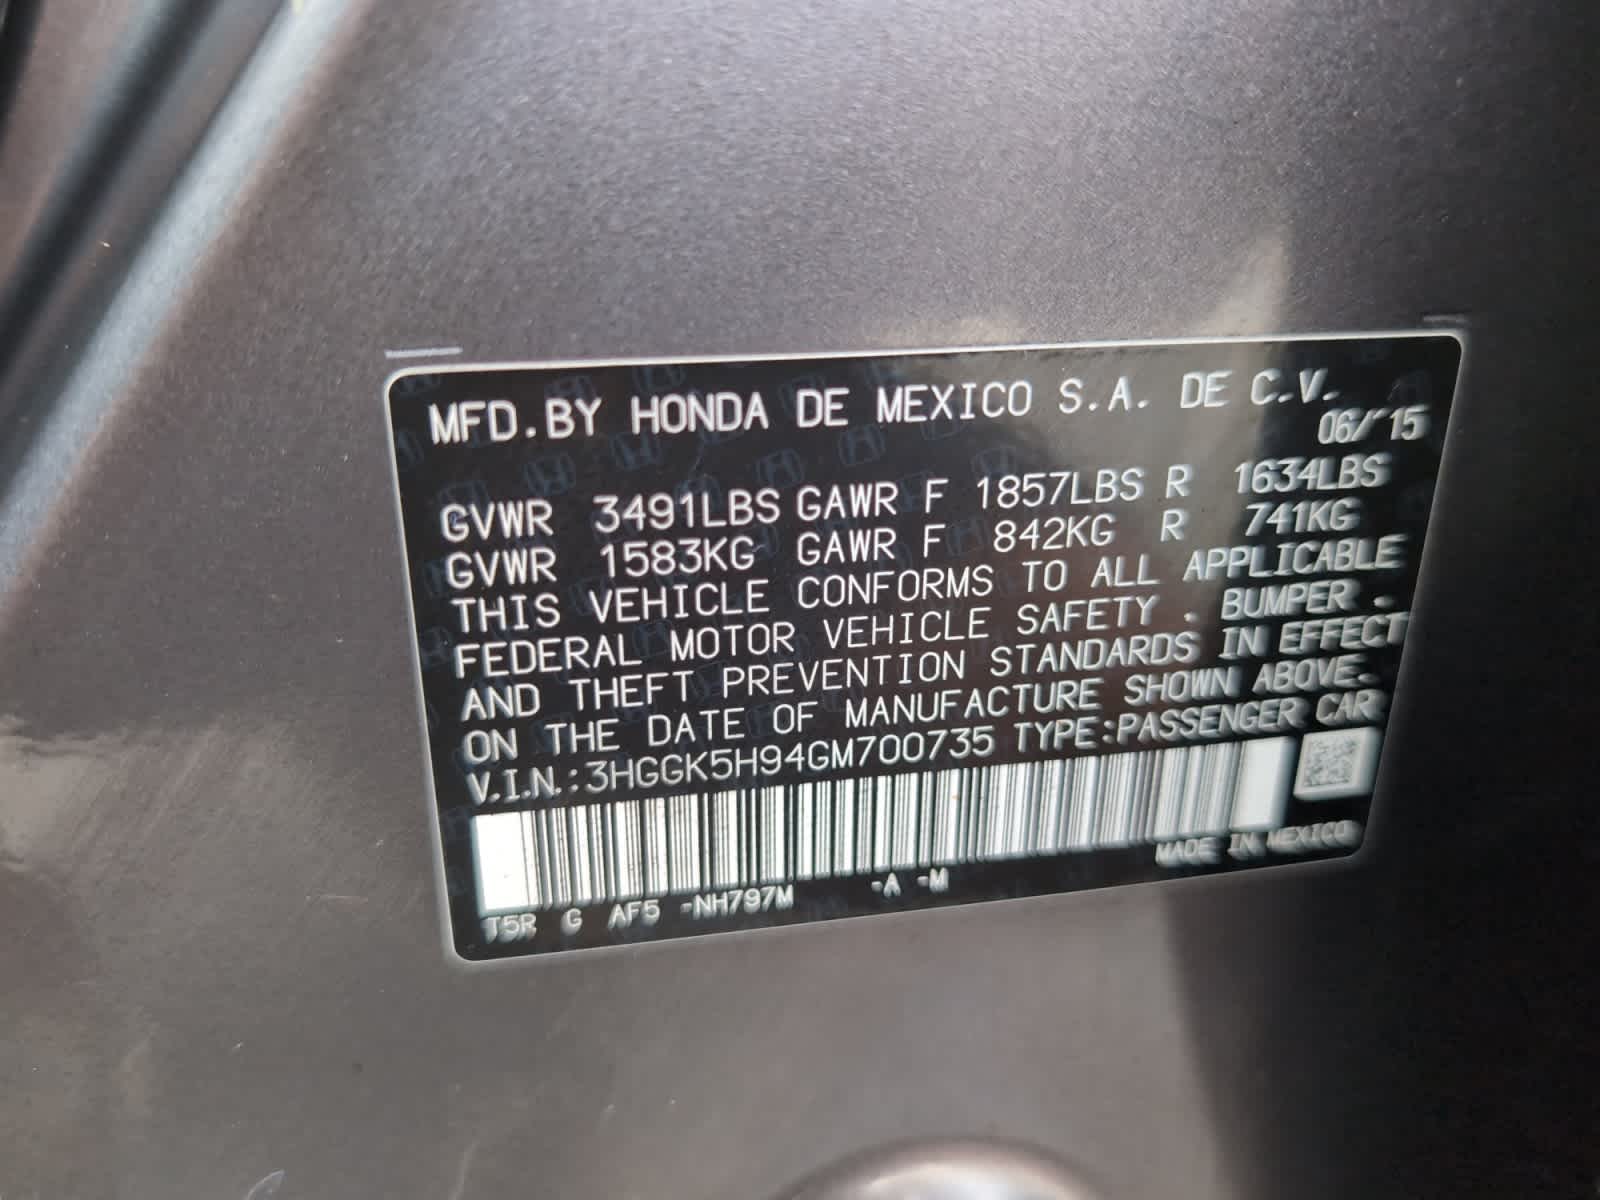 MFD.BY HONDA DE MEXICO S.A. DE C.V.
06/'15
GVWR 3491LBS GAWR F 1857LBS R 1634LBS
GVWR 1583KG GAWR F 842KG R 741KG
THIS VEHICLE CONFORMS TO ALL APPLICABLE
FEDERAL MOTOR VEHICLE SAFETY . BUMPER .
AND THEFT PREVENTION STANDARDS IN EFFECT
ON THE DATE OF MANUFACTURE SHOWN ABOVE.
V.I.N.:3HGGK5H94GM700735 TYPE:PASSENGER CAR
MADE IN MEXICO
T5R G AF5 -NH797M -A -M